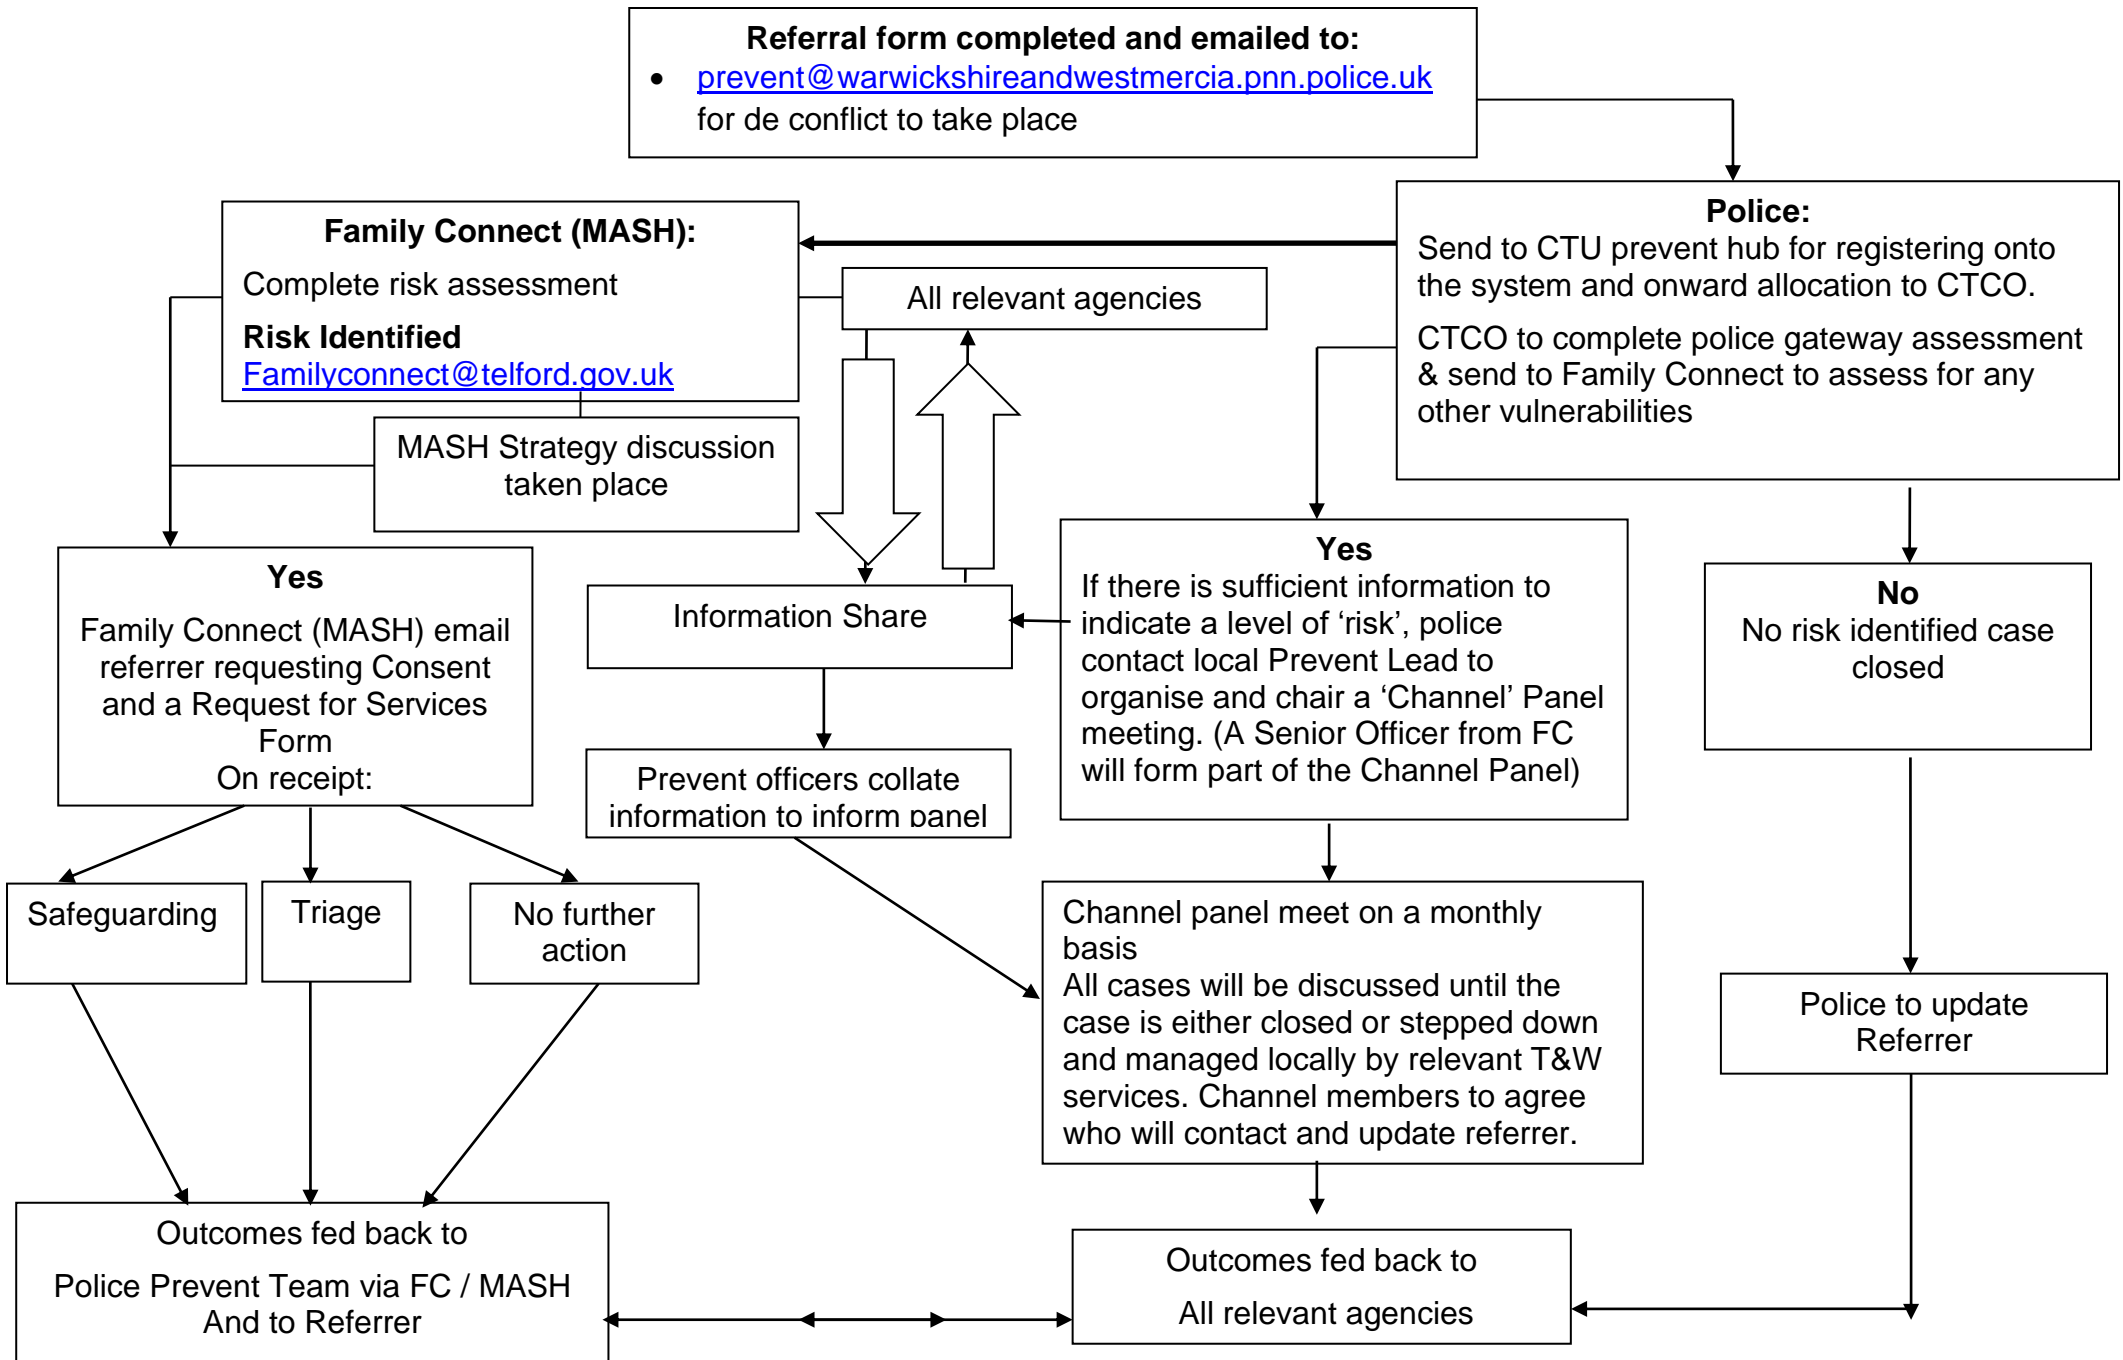 Referral form completed and emailed to:
• prevent@warwickshireandwestmercia.pnn.police.uk
for de conflict to take place
Family Connect (MASH):
Complete risk assessment
Risk Identified
Familyconnect@telford.gov.uk
All relevant agencies
Police:
Send to CTU prevent hub for registering onto
the system and onward allocation to CTCO.
CTCO to complete police gateway assessment
& send to Family Connect to assess for any
other vulnerabilities
MASH Strategy discussion
taken place
Yes
Family Connect (MASH) email
referrer requesting Consent
and a Request for Services
Form
On receipt:
Information Share
Yes
If there is sufficient information to
indicate a level of ‘risk’, police
contact local Prevent Lead to
organise and chair a ‘Channel’ Panel
meeting. (A Senior Officer from FC
will form part of the Channel Panel)
No
No risk identified case
closed
Prevent officers collate
information to inform panel
Safeguarding
Triage
No further
action
Channel panel meet on a monthly
basis
All cases will be discussed until the
case is either closed or stepped down
and managed locally by relevant T&W
services. Channel members to agree
who will contact and update referrer.
Police to update
Referrer
Outcomes fed back to
Police Prevent Team via FC / MASH
And to Referrer
Outcomes fed back to
All relevant agencies